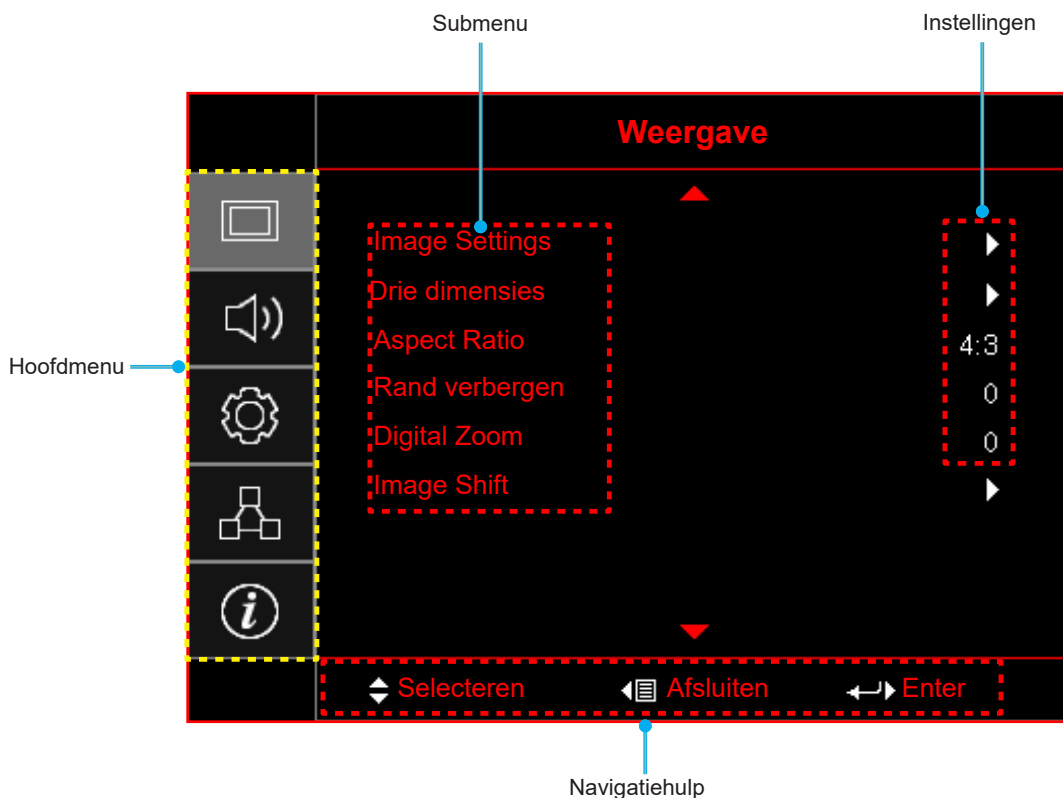 Submenu
Instellingen
Weergave
Image Settings
Drie dimensies
Aspect Ratio 4:3
Hoofdmenu
Rand verbergen 0
Digital Zoom 0
Image Shift
i
Selecteren Afsluiten Enter
Navigatiehulp